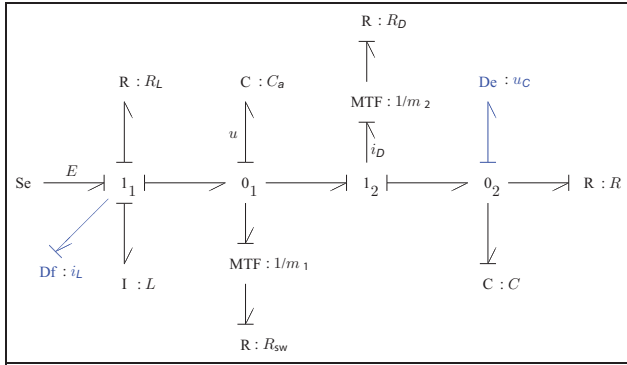 R : R_D
R : R_L
C : C_a
MTF : 1/m_2
De : u_C
u
i_D
Se
E
1_1
0_1
1_2
0_2
R : R
Df : i_L
I : L
MTF : 1/m_1
C : C
R : R_sw